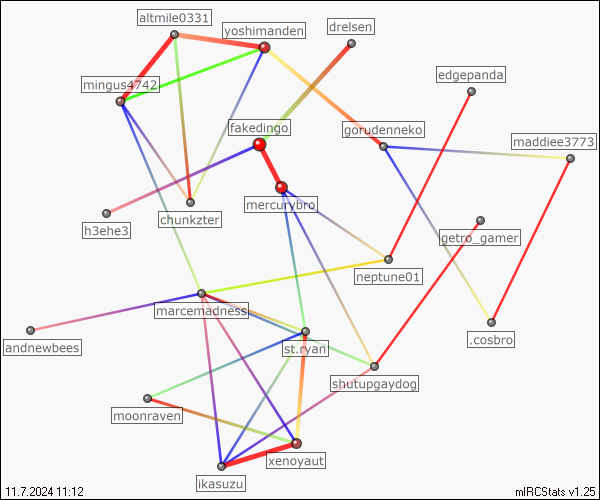 altmile0331
yoshimanden
drelsen
edgepanda
mingus4742
fakedingo
gorudenneko
maddiee3773
mercurybro
chunkzter
h3ehe3
getro_gamer
neptune01
marcemadness
andnewbees
st.ryan
.cosbro
shutupgaydog
moonraven
xenoyaut
ikasuzu
11.7.2024 11:12
mIRCStats v1.25